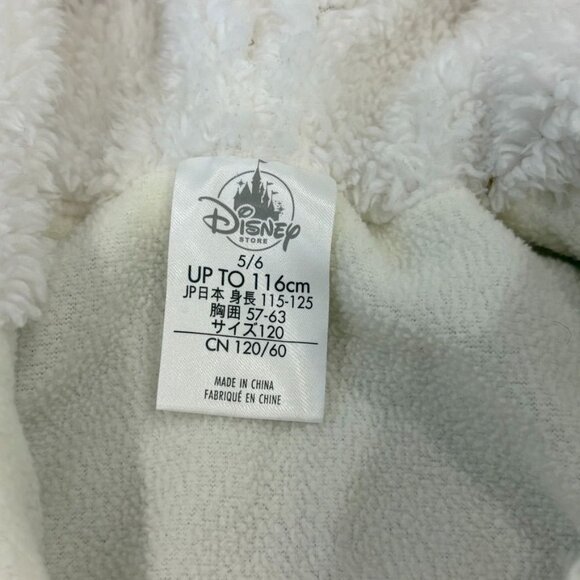 Disney
STORE
5/6
UP TO 116cm
JP日本 身長 115-125
胸囲 57-63
サイズ120
CN 120/60
MADE IN CHINA
FABRIQUÉ EN CHINE